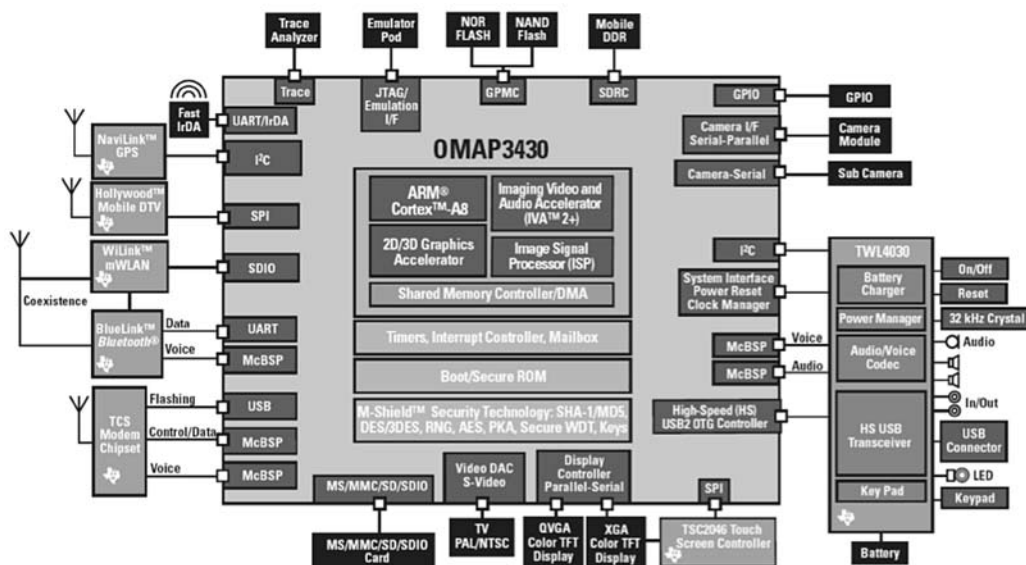 Trace
Analyzer
Emulator
Pod
NOR
FLASH
NAND
Flash
Mobile
DDR
Trace
JTAG/
Emulation
I/F
GPMC
SDRC
GPIO
GPIO
Fast
IrDA
UART/IrDA
Camera I/F
Serial-Parallel
Camera
Module
NaviLink™
GPS
I²C
OMAP3430
Camera-Serial
Sub Camera
Hollywood™
Mobile DTV
SPI
ARM®
Cortex™-A8
Imaging Video and
Audio Accelerator
(IVA™ 2+)
2D/3D Graphics
Accelerator
Image Signal
Processor (ISP)
Shared Memory Controller/DMA
WiLink™
mWLAN
SDIO
Coexistence
I²C
System Interface
Power Reset
Clock Manager
TWL4030
Battery
Charger
On/Off
Reset
Power Manager
32 kHz Crystal
BlueLink™
Bluetooth®
Data
UART
Voice
McBSP
Timers, Interrupt Controller, Mailbox
Boot/Secure ROM
McBSP
Voice
McBSP
Audio
Audio/Voice
Codec
Audio
TCS
Modem
Chipset
Flashing
USB
Control/Data
McBSP
Voice
McBSP
M-Shield™ Security Technology: SHA-1/MD5,
DES/3DES, RNG, AES, PKA, Secure WDT, Keys
High-Speed (HS)
USB2 OTG Controller
HS USB
Transceiver
In/Out
USB
Connector
LED
Key Pad
Keypad
MS/MMC/SD/SDIO
Video DAC
S-Video
Display
Controller
Parallel-Serial
SPI
MS/MMC/SD/SDIO
Card
TV
PAL/NTSC
QVGA
Color TFT
Display
XGA
Color TFT
Display
TSC2046 Touch
Screen Controller
Battery